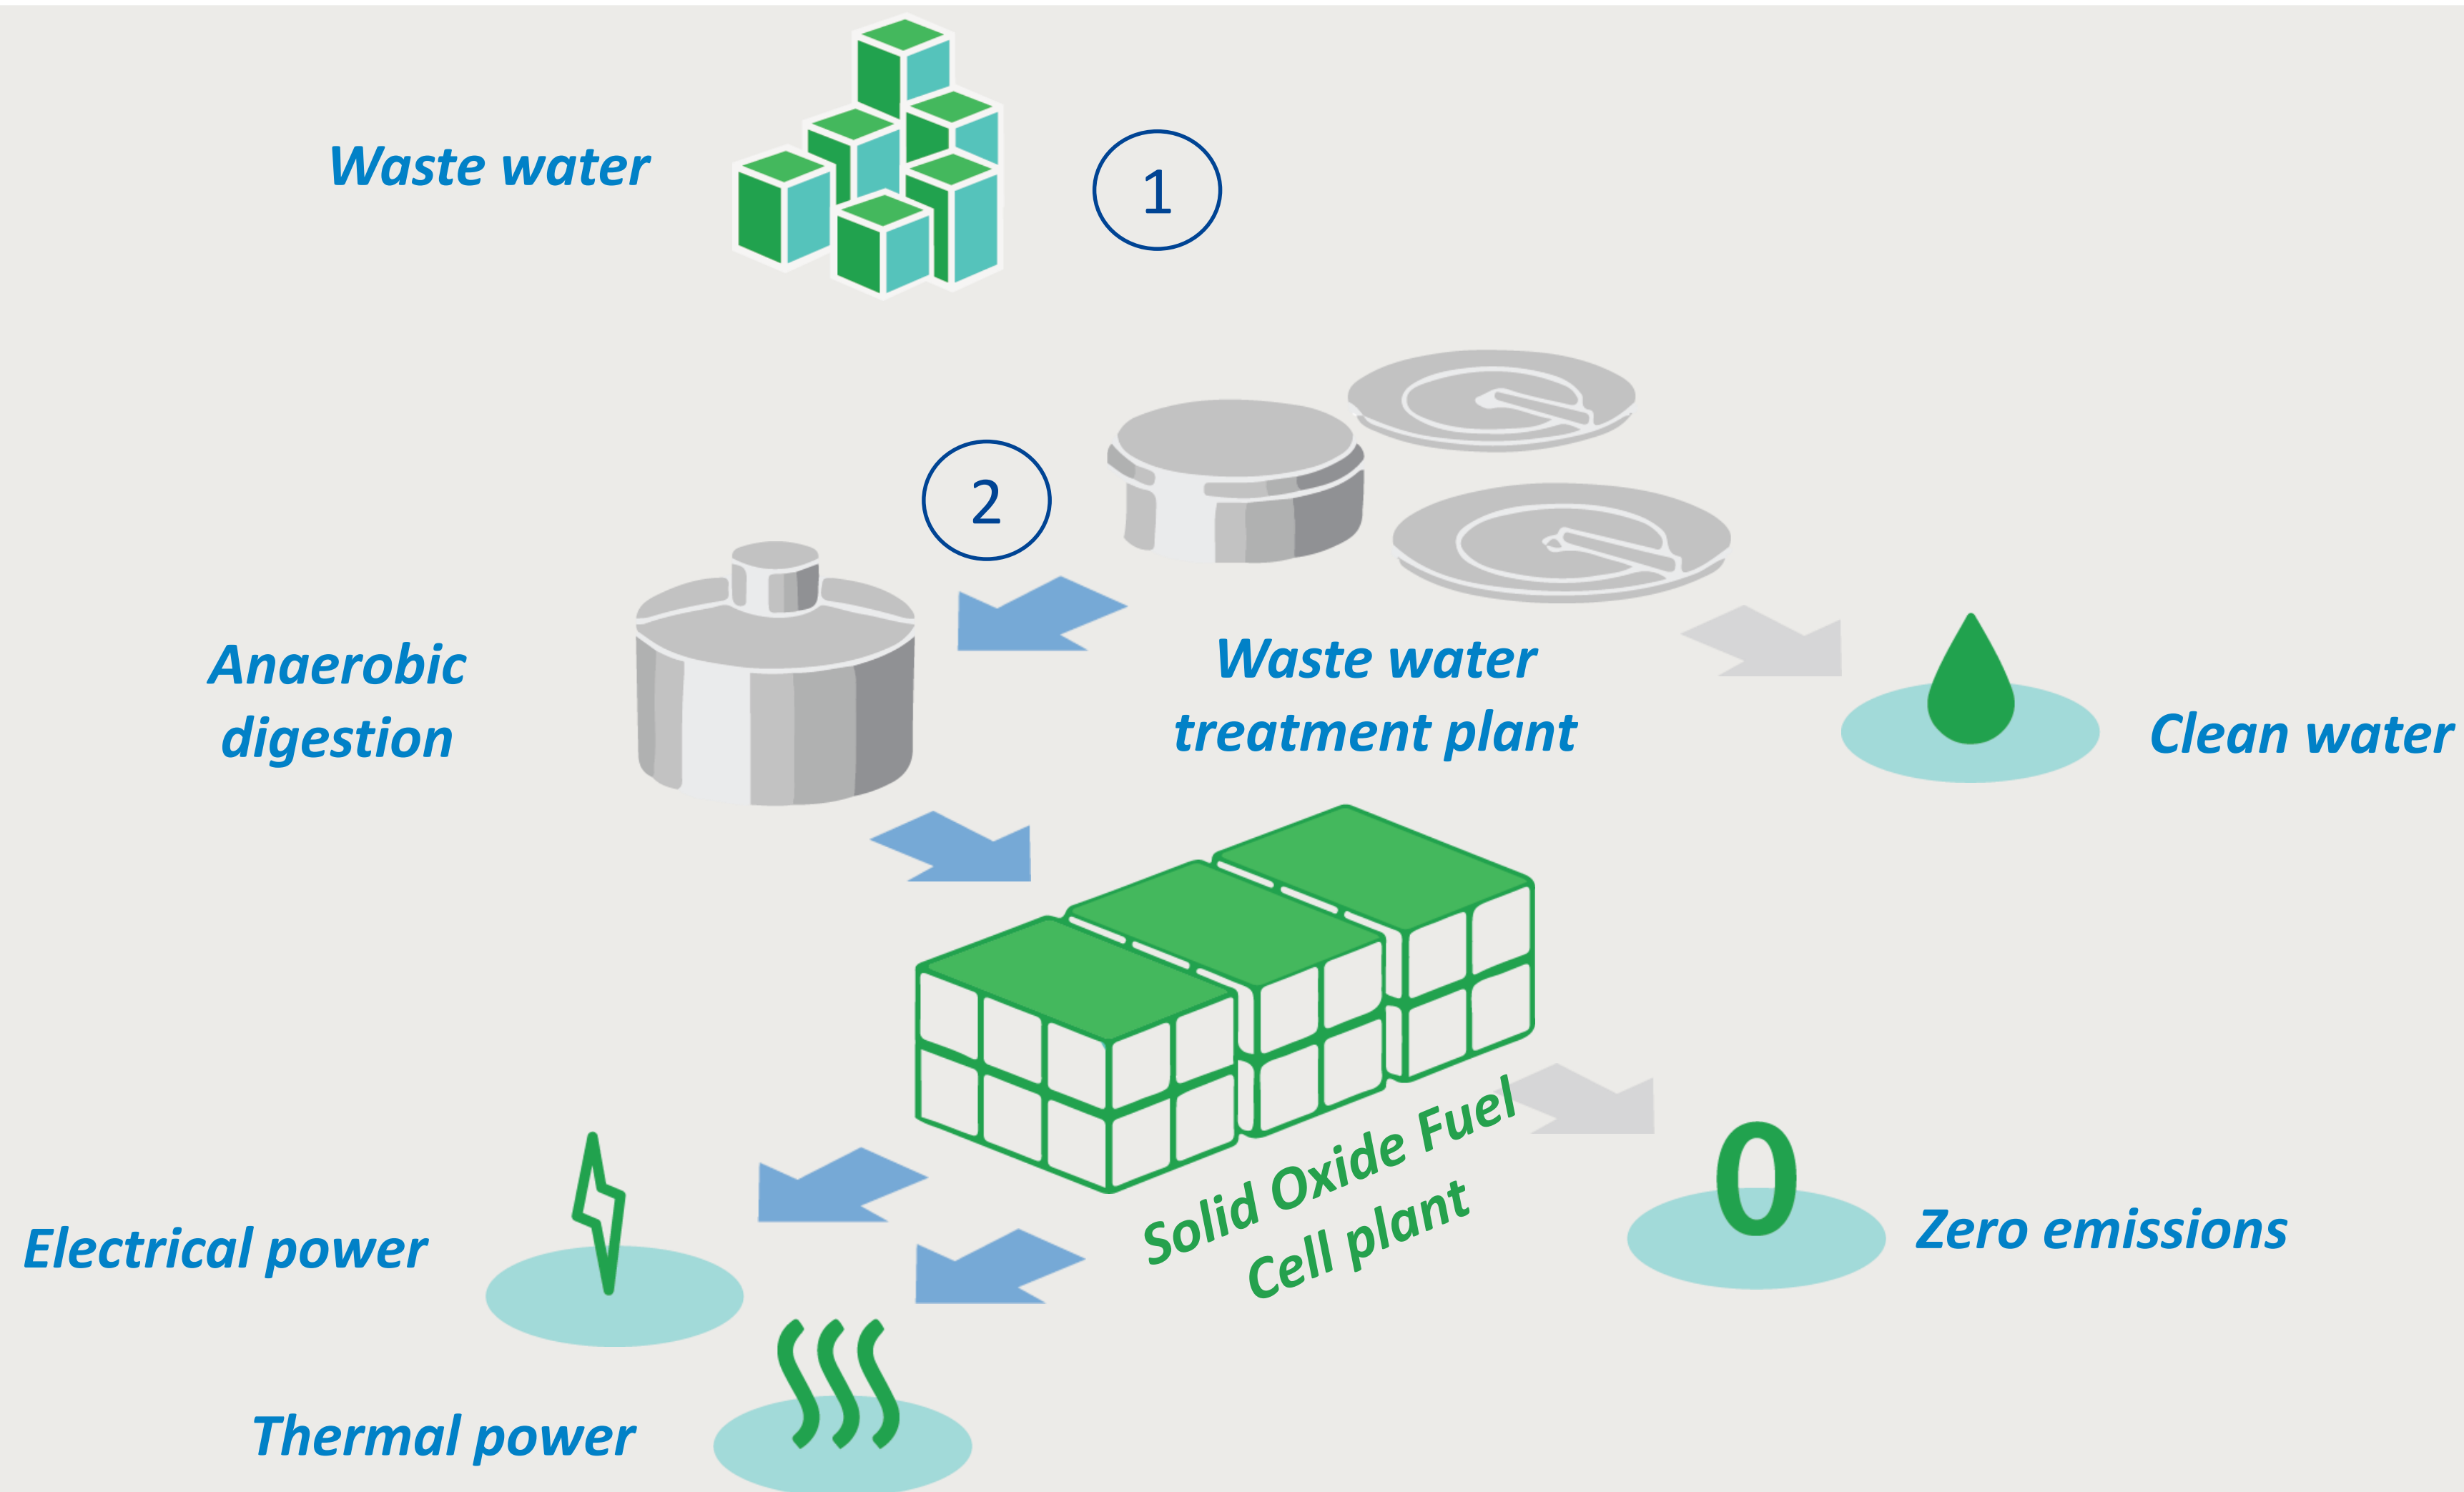 Waste water
1
2
Anaerobic
digestion
Waste water
treatment plant
Clean water
Solid Oxide Fuel
Cell plant
Electrical power
0
Zero emissions
Thermal power